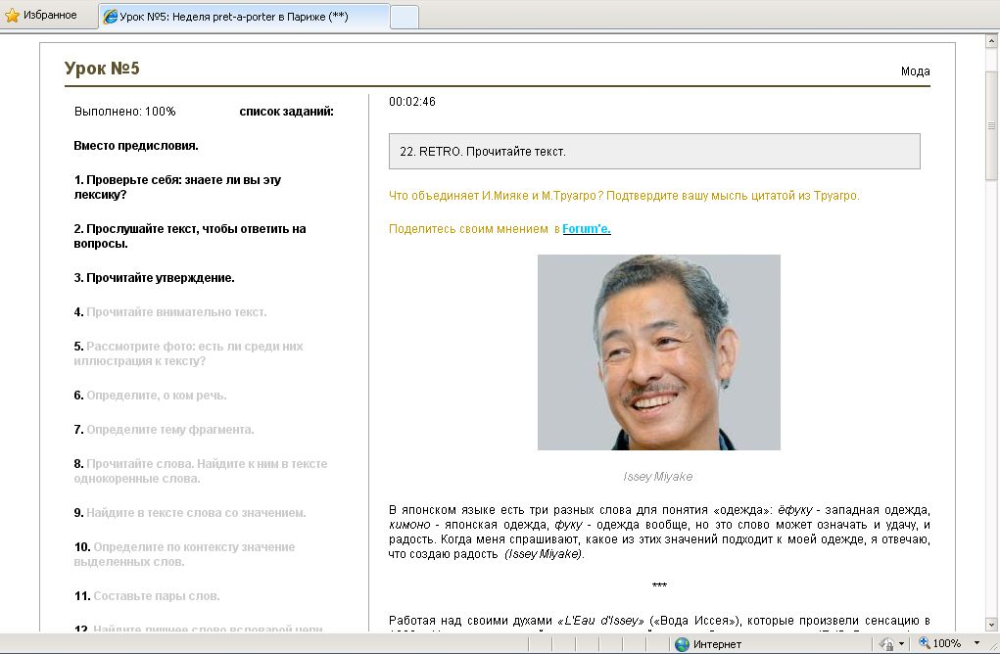 Избранное
Урок №5: Неделя pret-a-porter в Париже (**)
Урок №5
Мода
Выполнено: 100%
список заданий:
Вместо предисловия.
1. Проверьте себя: знаете ли вы эту
лексику?
2. Прослушайте текст, чтобы ответить на
вопросы.
3. Прочитайте утверждение.
4. Прочитайте внимательно текст.
5. Рассмотрите фото: есть ли среди них
иллюстрация к тексту?
6. Определите, о ком речь.
7. Определите тему фрагмента.
8. Прочитайте слова. Найдите к ним в тексте
однокоренные слова.
9. Найдите в тексте слова со значением.
10. Определите по контексту значение
выделенных слов.
11. Составьте пары слов.
12. Найдите лишнее слово в
00:02:46
22. RETRO. Прочитайте текст.
Что объединяет И.Мияке и М.Труагро? Подтвердите вашу мысль цитатой из Труагро.
Поделитесь своим мнением в Forum'e.
Issey Miyake
В японском языке есть три разных слова для понятия «одежда»: ёфуку - западная одежда,
кимоно - японская одежда, фуку - одежда вообще, но это слово может означать и удачу, и
радость. Когда меня спрашивают, какое из этих значений подходит к моей одежде, я отвечаю,
что создаю радость (Issey Miyake).
***
Работая над своими духами «L'Eau d'Issey» («Вода Иссея»), которые произвели сенсацию в
Интернет
100%